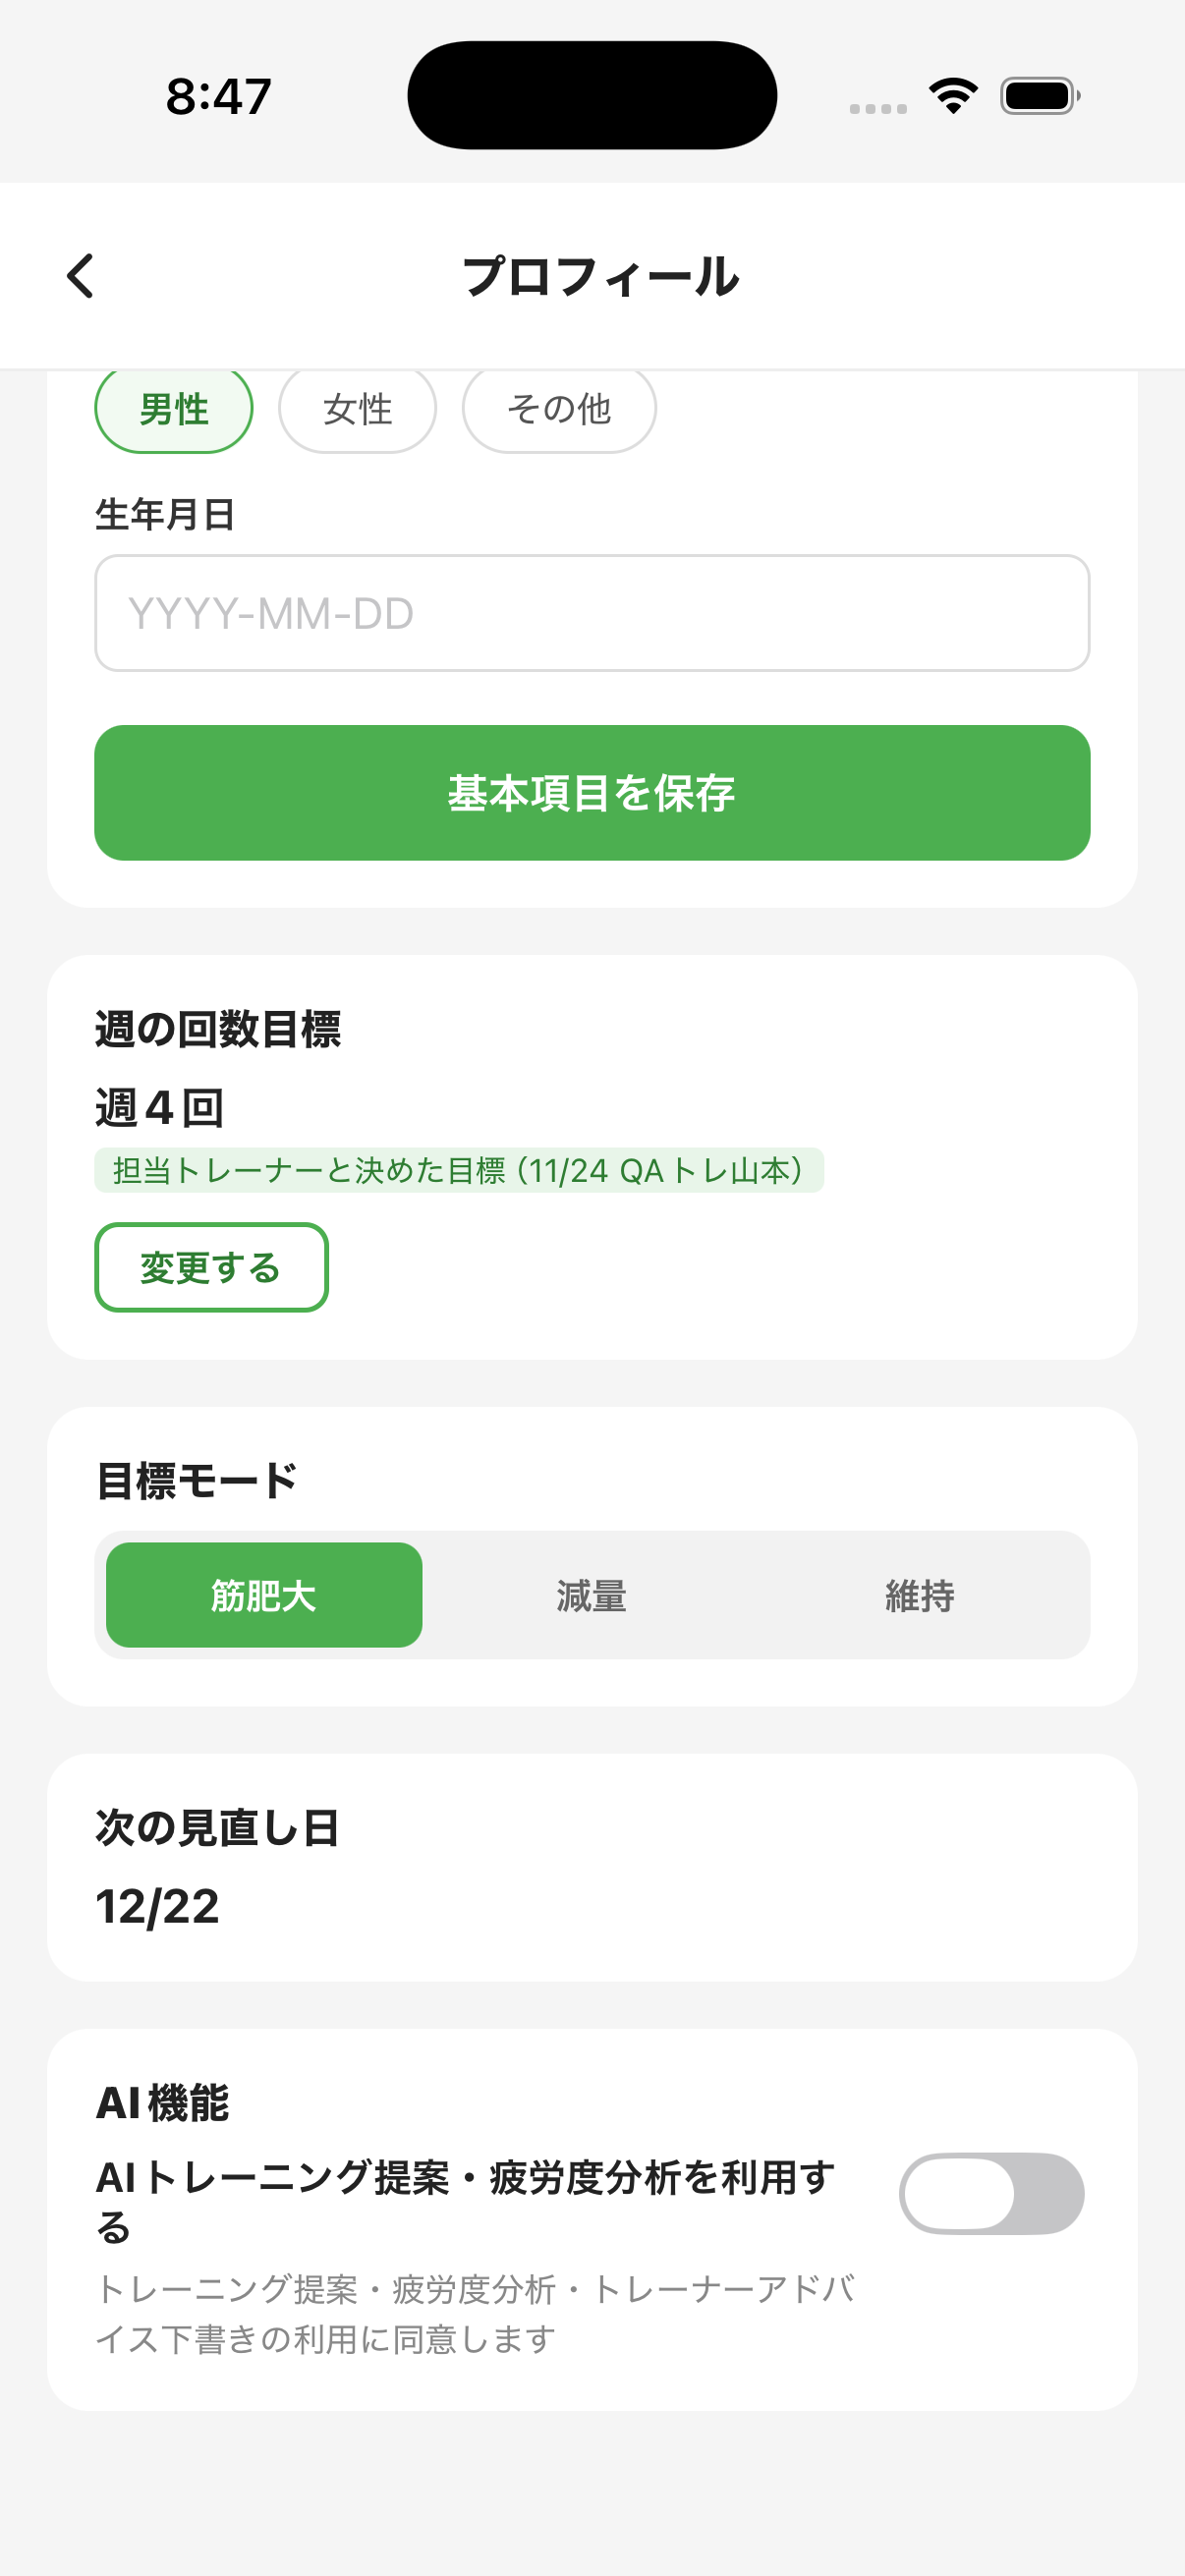 8:47
プロフィール
男性 女性 その他
生年月日
YYYY-MM-DD
基本項目を保存
週の回数目標
週4回
担当トレーナーと決めた目標（11/24 QAトレ山本）
変更する
目標モード
筋肥大 減量 維持
次の見直し日
12/22
AI機能
AIトレーニング提案・疲労度分析を利用す
る
トレーニング提案・疲労度分析・トレーナーアドバ
イス下書きの利用に同意します